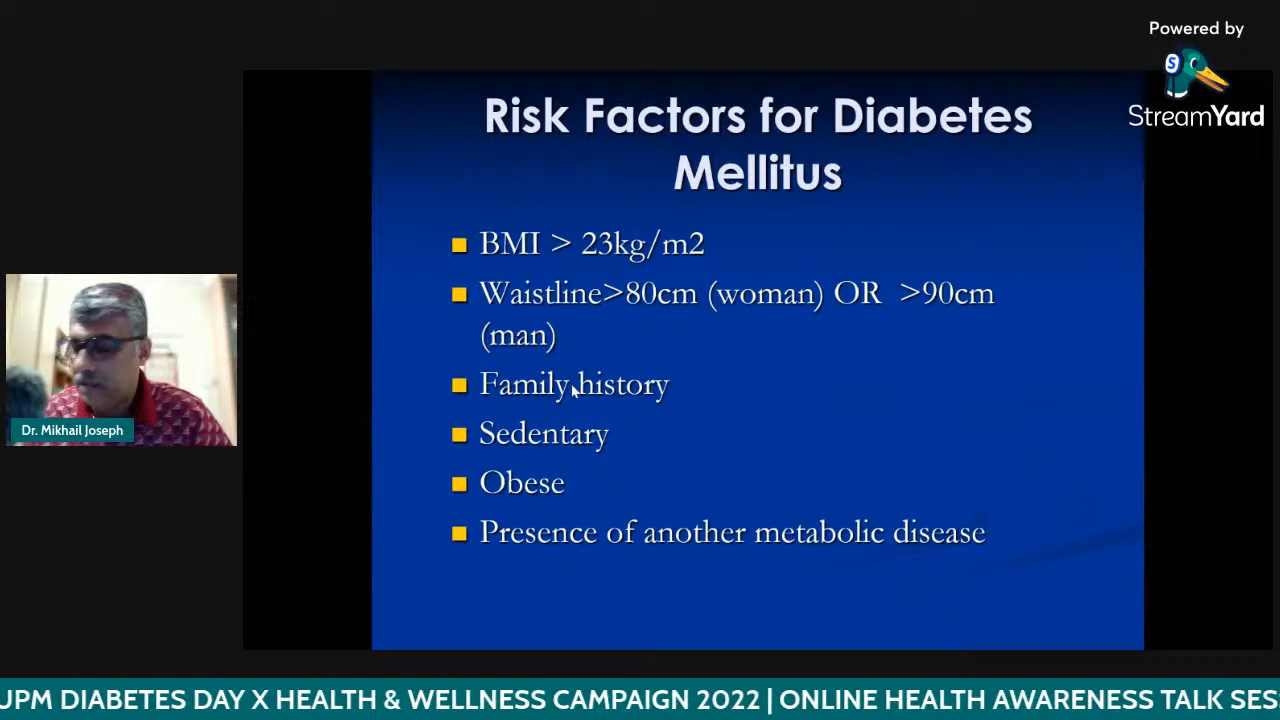 Powered by
StreamYard
Risk Factors for Diabetes
Mellitus
BMI > 23kg/m2
Waistline>80cm (woman) OR >90cm
(man)
Family history
Sedentary
Obese
Presence of another metabolic disease
Dr. Mikhail Joseph
UPM DIABETES DAY X HEALTH & WELLNESS CAMPAIGN 2022 | ONLINE HEALTH AWARENESS TALK SES